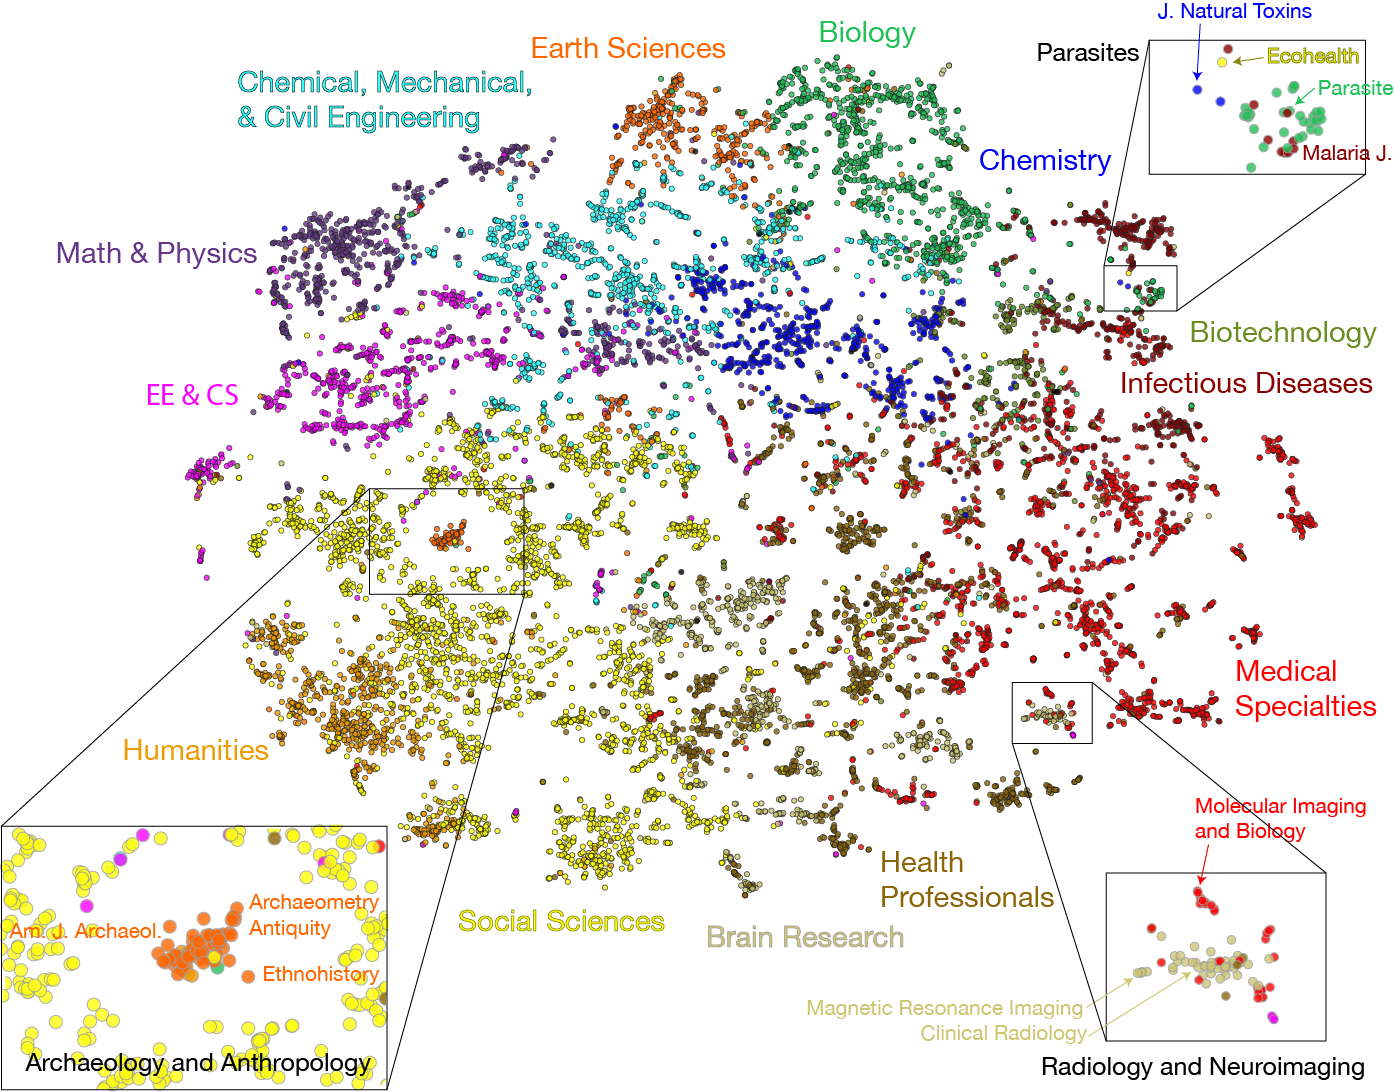 J. Natural Toxins
Biology
Earth Sciences
Parasites
Ecohealth
Chemical, Mechanical,
& Civil Engineering
Parasite
Chemistry
Malaria J.
Math & Physics
Biotechnology
Infectious Diseases
EE & CS
Medical
Specialties
Humanities
Molecular Imaging
and Biology
Health
Professionals
Social Sciences
Brain Research
Archaeometry
Am. J. Archaeol.
Antiquity
Ethnohistory
Magnetic Resonance Imaging
Clinical Radiology
Archaeology and Anthropology
Radiology and Neuroimaging